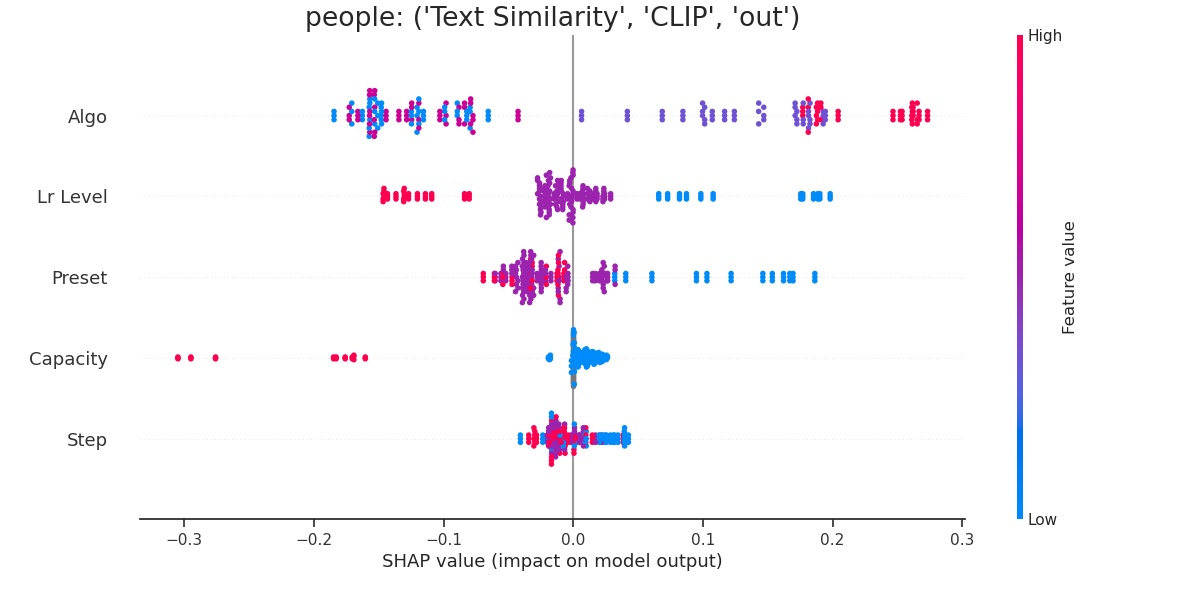 people: ('Text Similarity', 'CLIP', 'out')
High
Algo
Lr Level
Preset
Capacity
Step
Feature value
Low
−0.3
−0.2
−0.1
0.0
0.1
0.2
0.3
SHAP value (impact on model output)